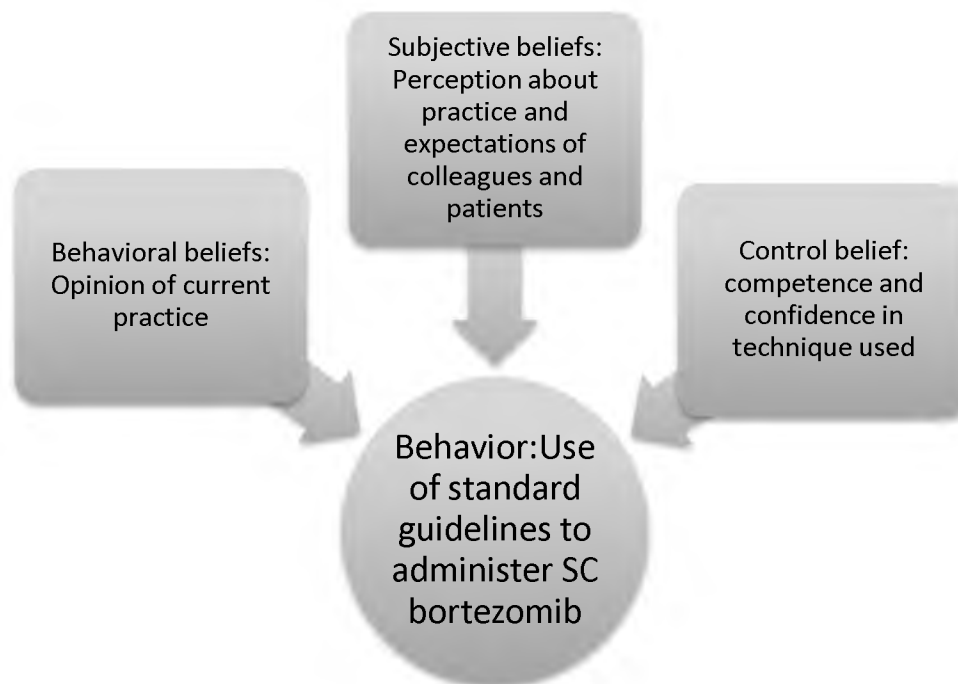 Subjective beliefs:
Perception about
practice and
expectations of
colleagues and
patients
Behavioral beliefs:
Opinion of current
practice
Control belief:
competence and
confidence in
technique used
Behavior:Use
of standard
guidelines to
administer SC
bortezomib